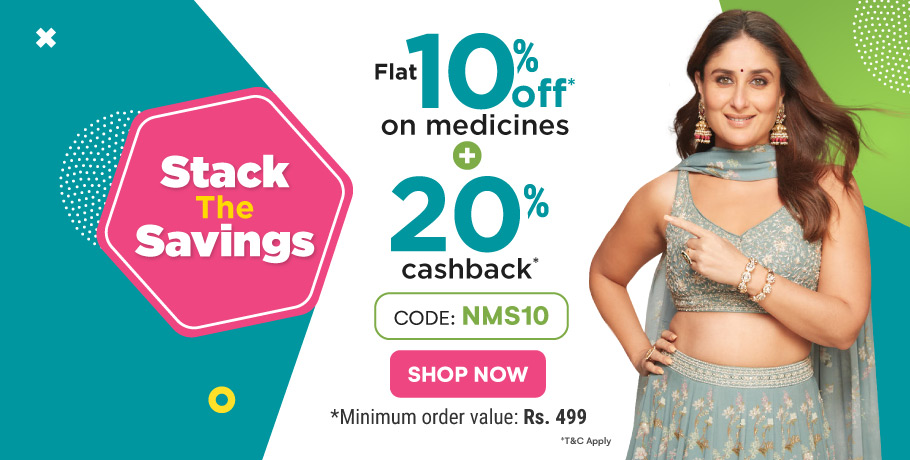 Stack
The
Savings
Flat 10% off*
on medicines
+
20%
cashback*
CODE: NMS10
SHOP NOW
*Minimum order value: Rs. 499
*T&C Apply